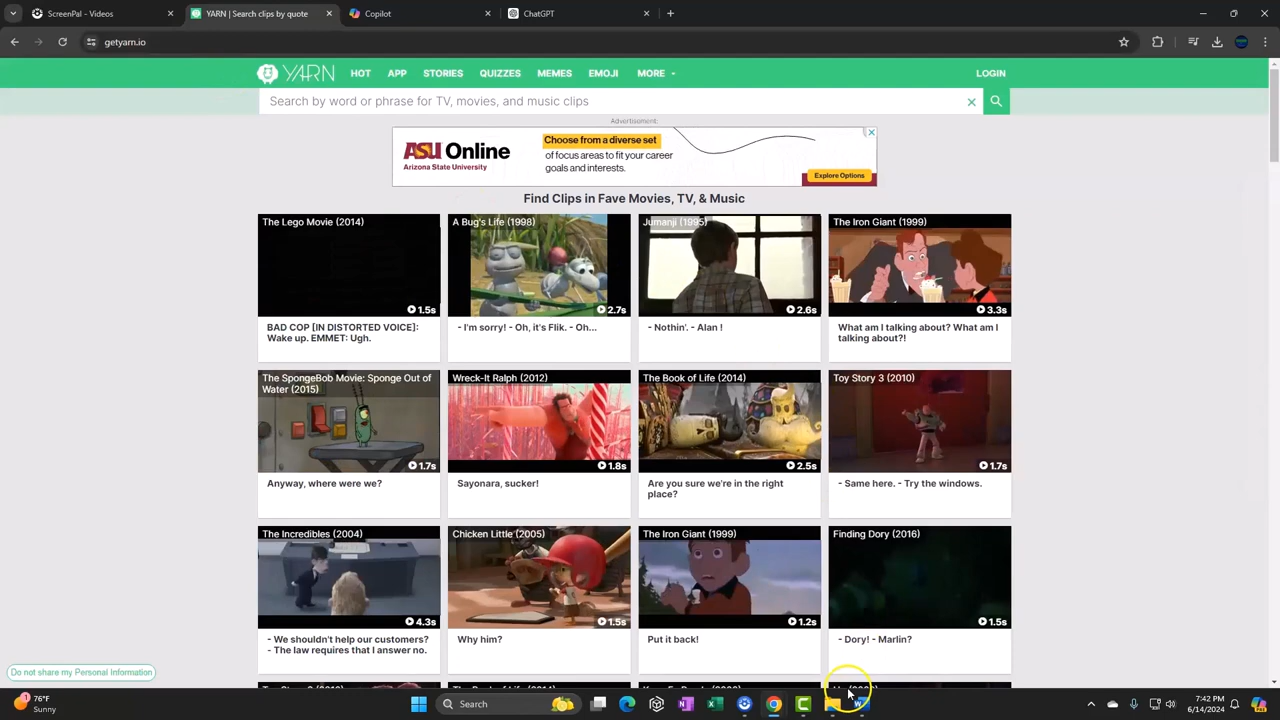 ScreenPal - Videos
YARN | Search clips by quote
Copilot
ChatGPT
getyarn.io
YARN
HOT
APP
STORIES
QUIZZES
MEMES
EMOJI
MORE
LOGIN
Search by word or phrase for TV, movies, and music clips
Advertisement:
ASU Online
Arizona State University
Choose from a diverse set
of focus areas to fit your career
goals and interests.
Explore Options
Find Clips in Fave Movies, TV, & Music
The Lego Movie (2014)
1.5s
BAD COP [IN DISTORTED VOICE]:
Wake up. EMMET: Ugh.
A Bug's Life (1998)
2.7s
- I'm sorry! - Oh, it's Flik. - Oh...
Jumanji (1995)
2.6s
- Nothin'. - Alan !
The Iron Giant (1999)
3.3s
What am I talking about? What am I
talking about?!
The SpongeBob Movie: Sponge Out of
Water (2015)
1.7s
Anyway, where were we?
Wreck-It Ralph (2012)
1.8s
Sayonara, sucker!
The Book of Life (2014)
2.5s
Are you sure we're in the right
place?
Toy Story 3 (2010)
1.7s
- Same here. - Try the windows.
The Incredibles (2004)
4.3s
- We shouldn't help our customers?
- The law requires that I answer no.
Chicken Little (2005)
1.5s
Why him?
The Iron Giant (1999)
1.2s
Put it back!
Finding Dory (2016)
1.5s
- Dory! - Marlin?
Do not share my Personal Information
76°F
Sunny
Search
7:42 PM
6/14/2024